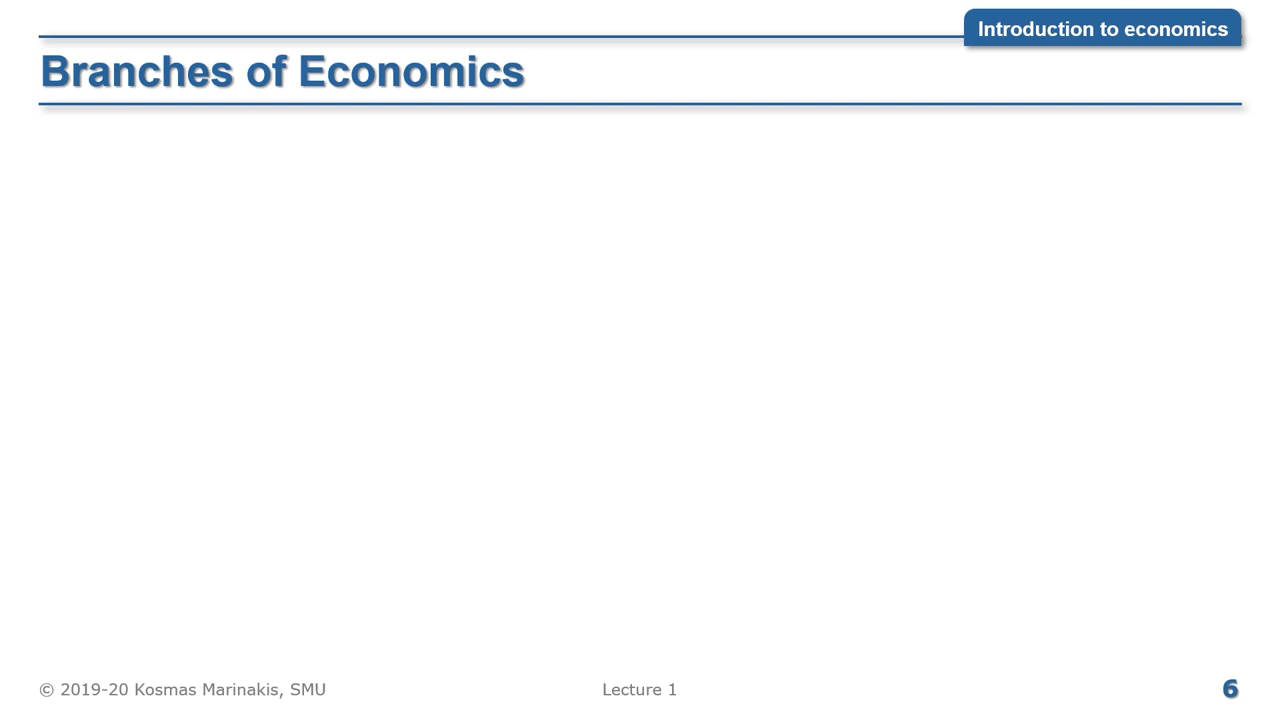 Introduction to economics
Branches of Economics
© 2019-20 Kosmas Marinakis, SMU
Lecture 1
6